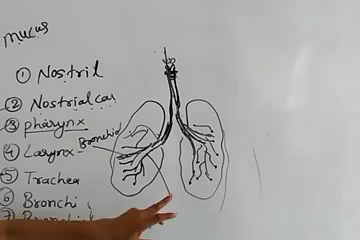 mucus
① Nostril
② Nostrial cav
③ pharynx
④ Larynx
Bronchiol
⑤ Trachea
⑥ Bronchi